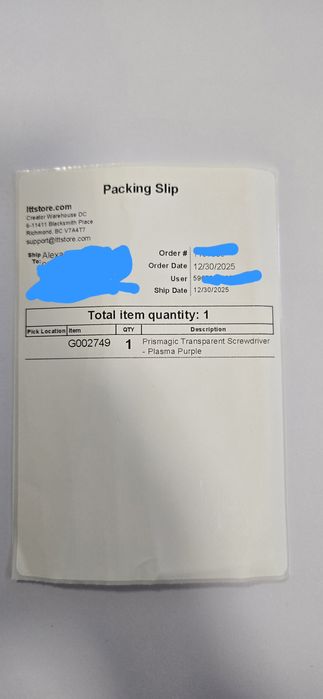 Packing Slip
lttstore.com
Creator Warehouse DC
6-11411 Blacksmith Place
Richmond, BC V7A4T7
support@lttstore.com
Ship To: Alexa
Order #
Order Date 12/30/2025
User
Ship Date 12/30/2025
Total item quantity: 1
Pick Location Item QTY Description
G002749 1 Prismagic Transparent Screwdriver
- Plasma Purple